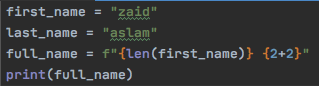 first_name = "zaid"
last_name = "aslam"
full_name = f"{len(first_name)} {2+2}"
print(full_name)